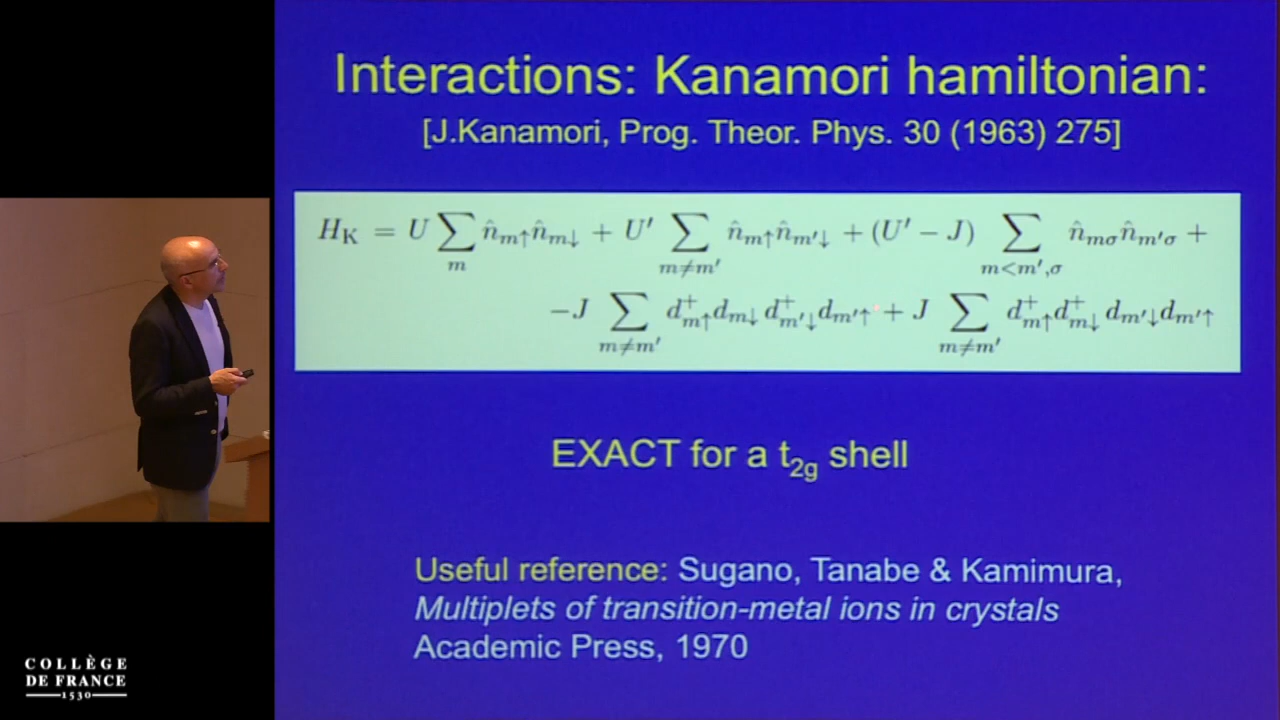 Interactions: Kanamori hamiltonian:
[J.Kanamori, Prog. Theor. Phys. 30 (1963) 275]
H_K = U ∑_m n̂_{m↑} n̂_{m↓} + U′ ∑_{m≠m′} n̂_{m↑} n̂_{m′↓} + (U′ − J) ∑_{m<m′,σ} n̂_{mσ} n̂_{m′σ} +
−J ∑_{m≠m′} d⁺_{m↑} d_{m↓} d⁺_{m′↓} d_{m′↑} + J ∑_{m≠m′} d⁺_{m↑} d⁺_{m↓} d_{m′↓} d_{m′↑}
EXACT for a t_{2g} shell
Useful reference: Sugano, Tanabe & Kamimura,
Multiplets of transition-metal ions in crystals
Academic Press, 1970
COLLÈGE
DE FRANCE
1530